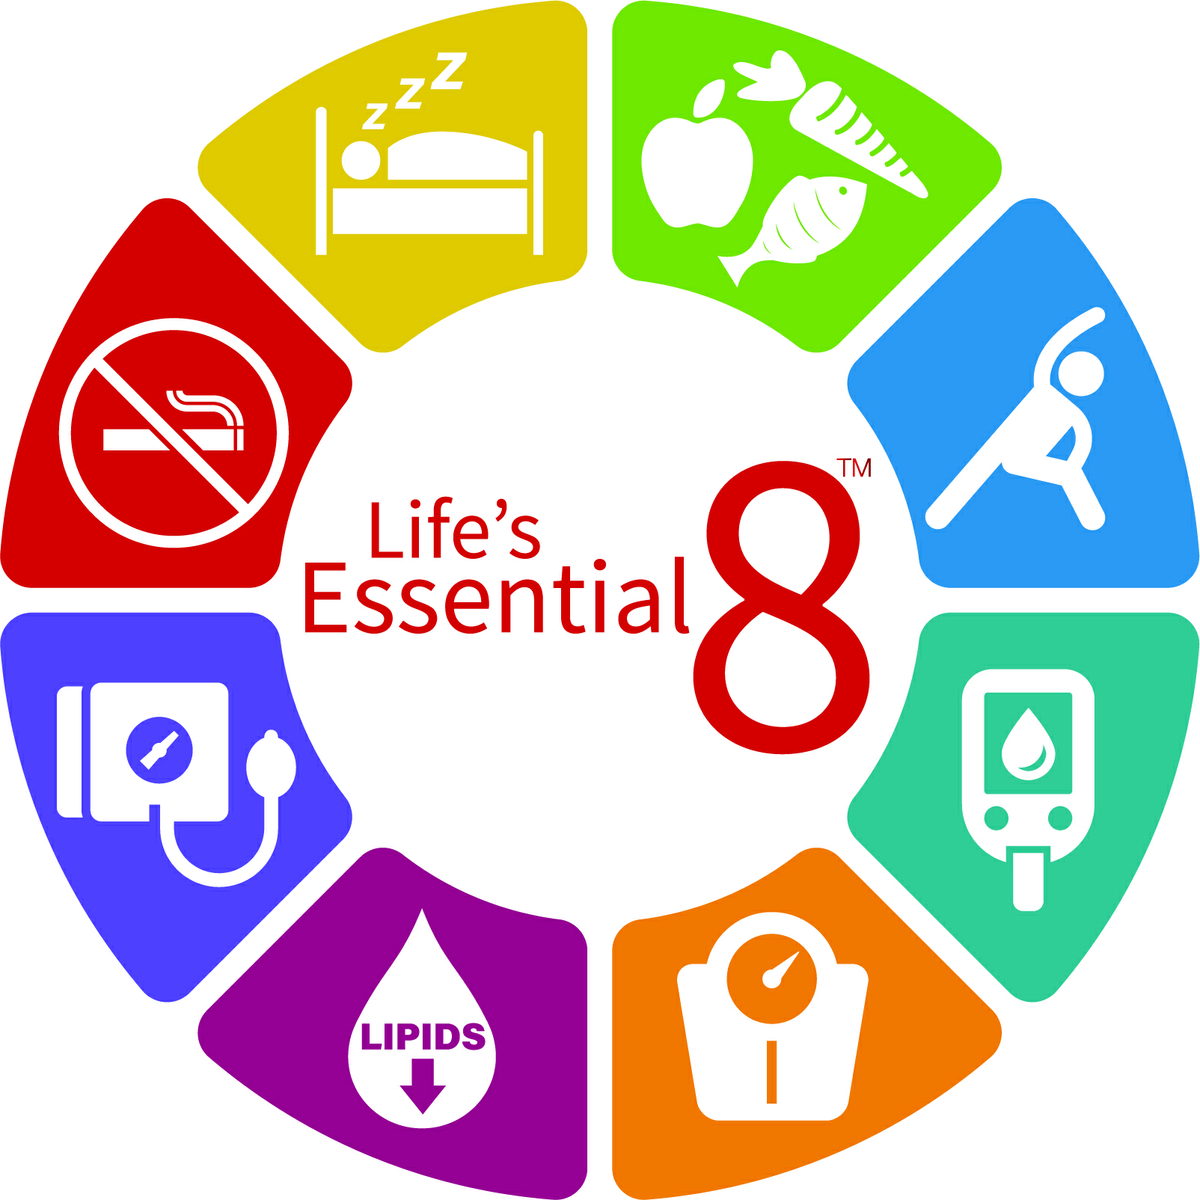 z z z
Life’s
Essential 8™
LIPIDS